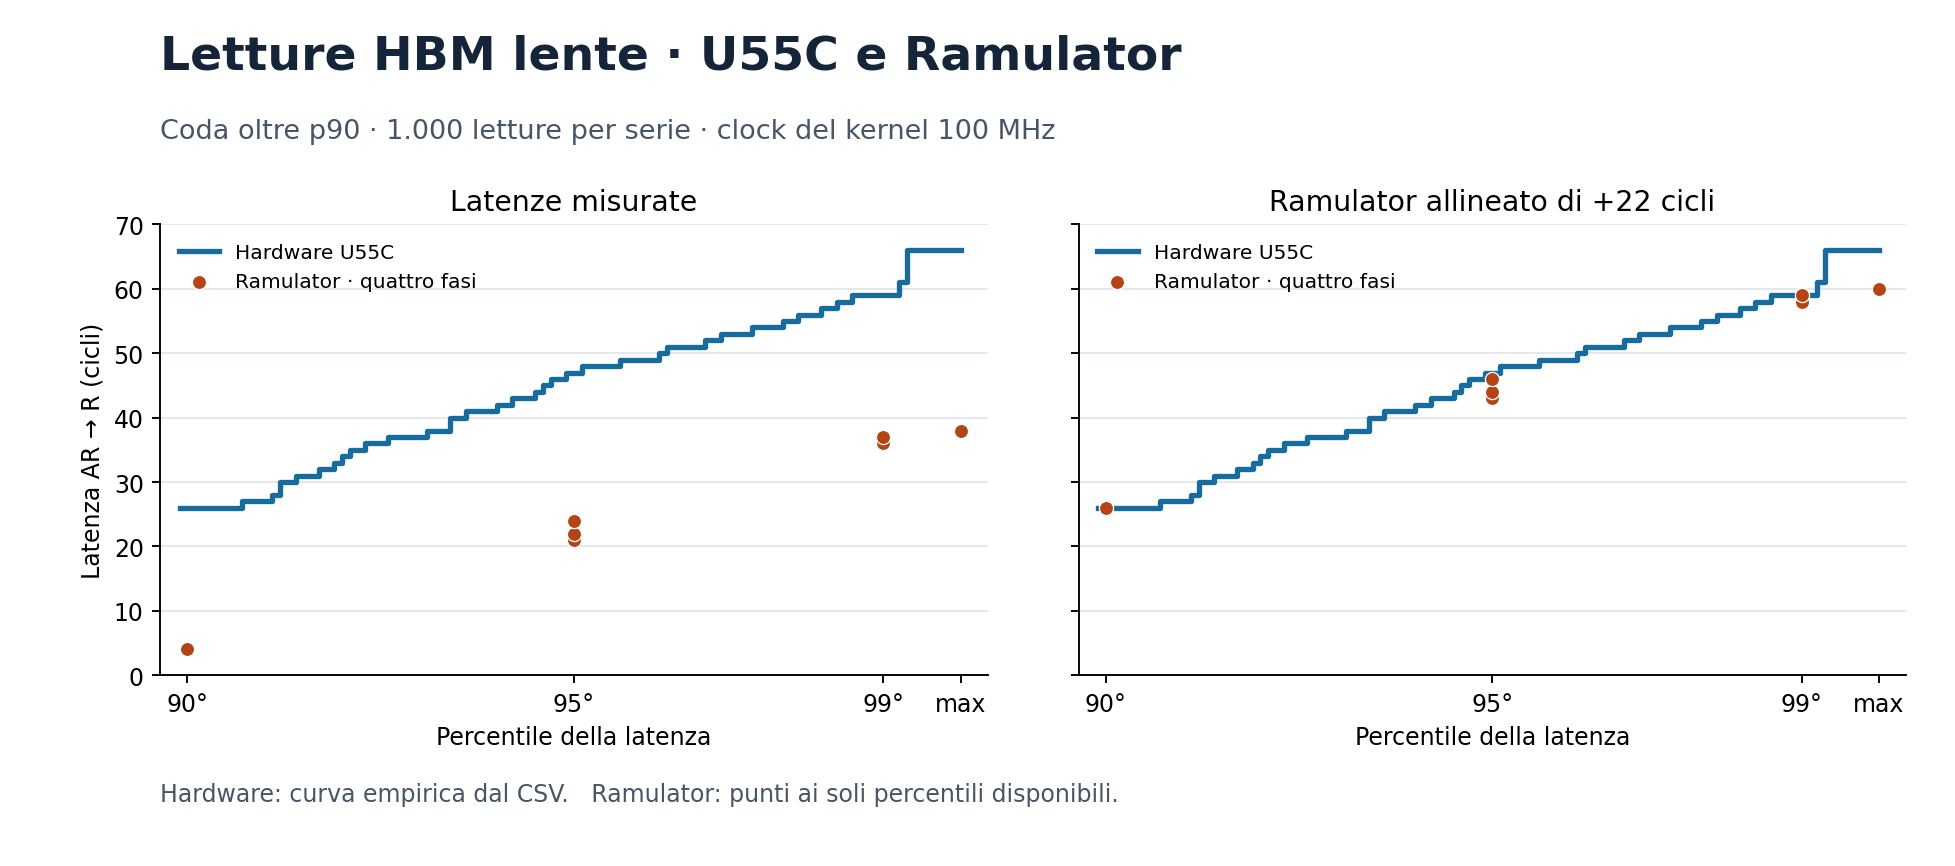 Letture HBM lente · U55C e Ramulator
Coda oltre p90 · 1.000 letture per serie · clock del kernel 100 MHz
Latenze misurate
70
60
50
40
30
20
10
0
Latenza AR → R (cicli)
Hardware U55C
Ramulator · quattro fasi
90°
95°
99°
max
Percentile della latenza
Ramulator allineato di +22 cicli
Hardware U55C
Ramulator · quattro fasi
90°
95°
99°
max
Percentile della latenza
Hardware: curva empirica dal CSV. Ramulator: punti ai soli percentili disponibili.